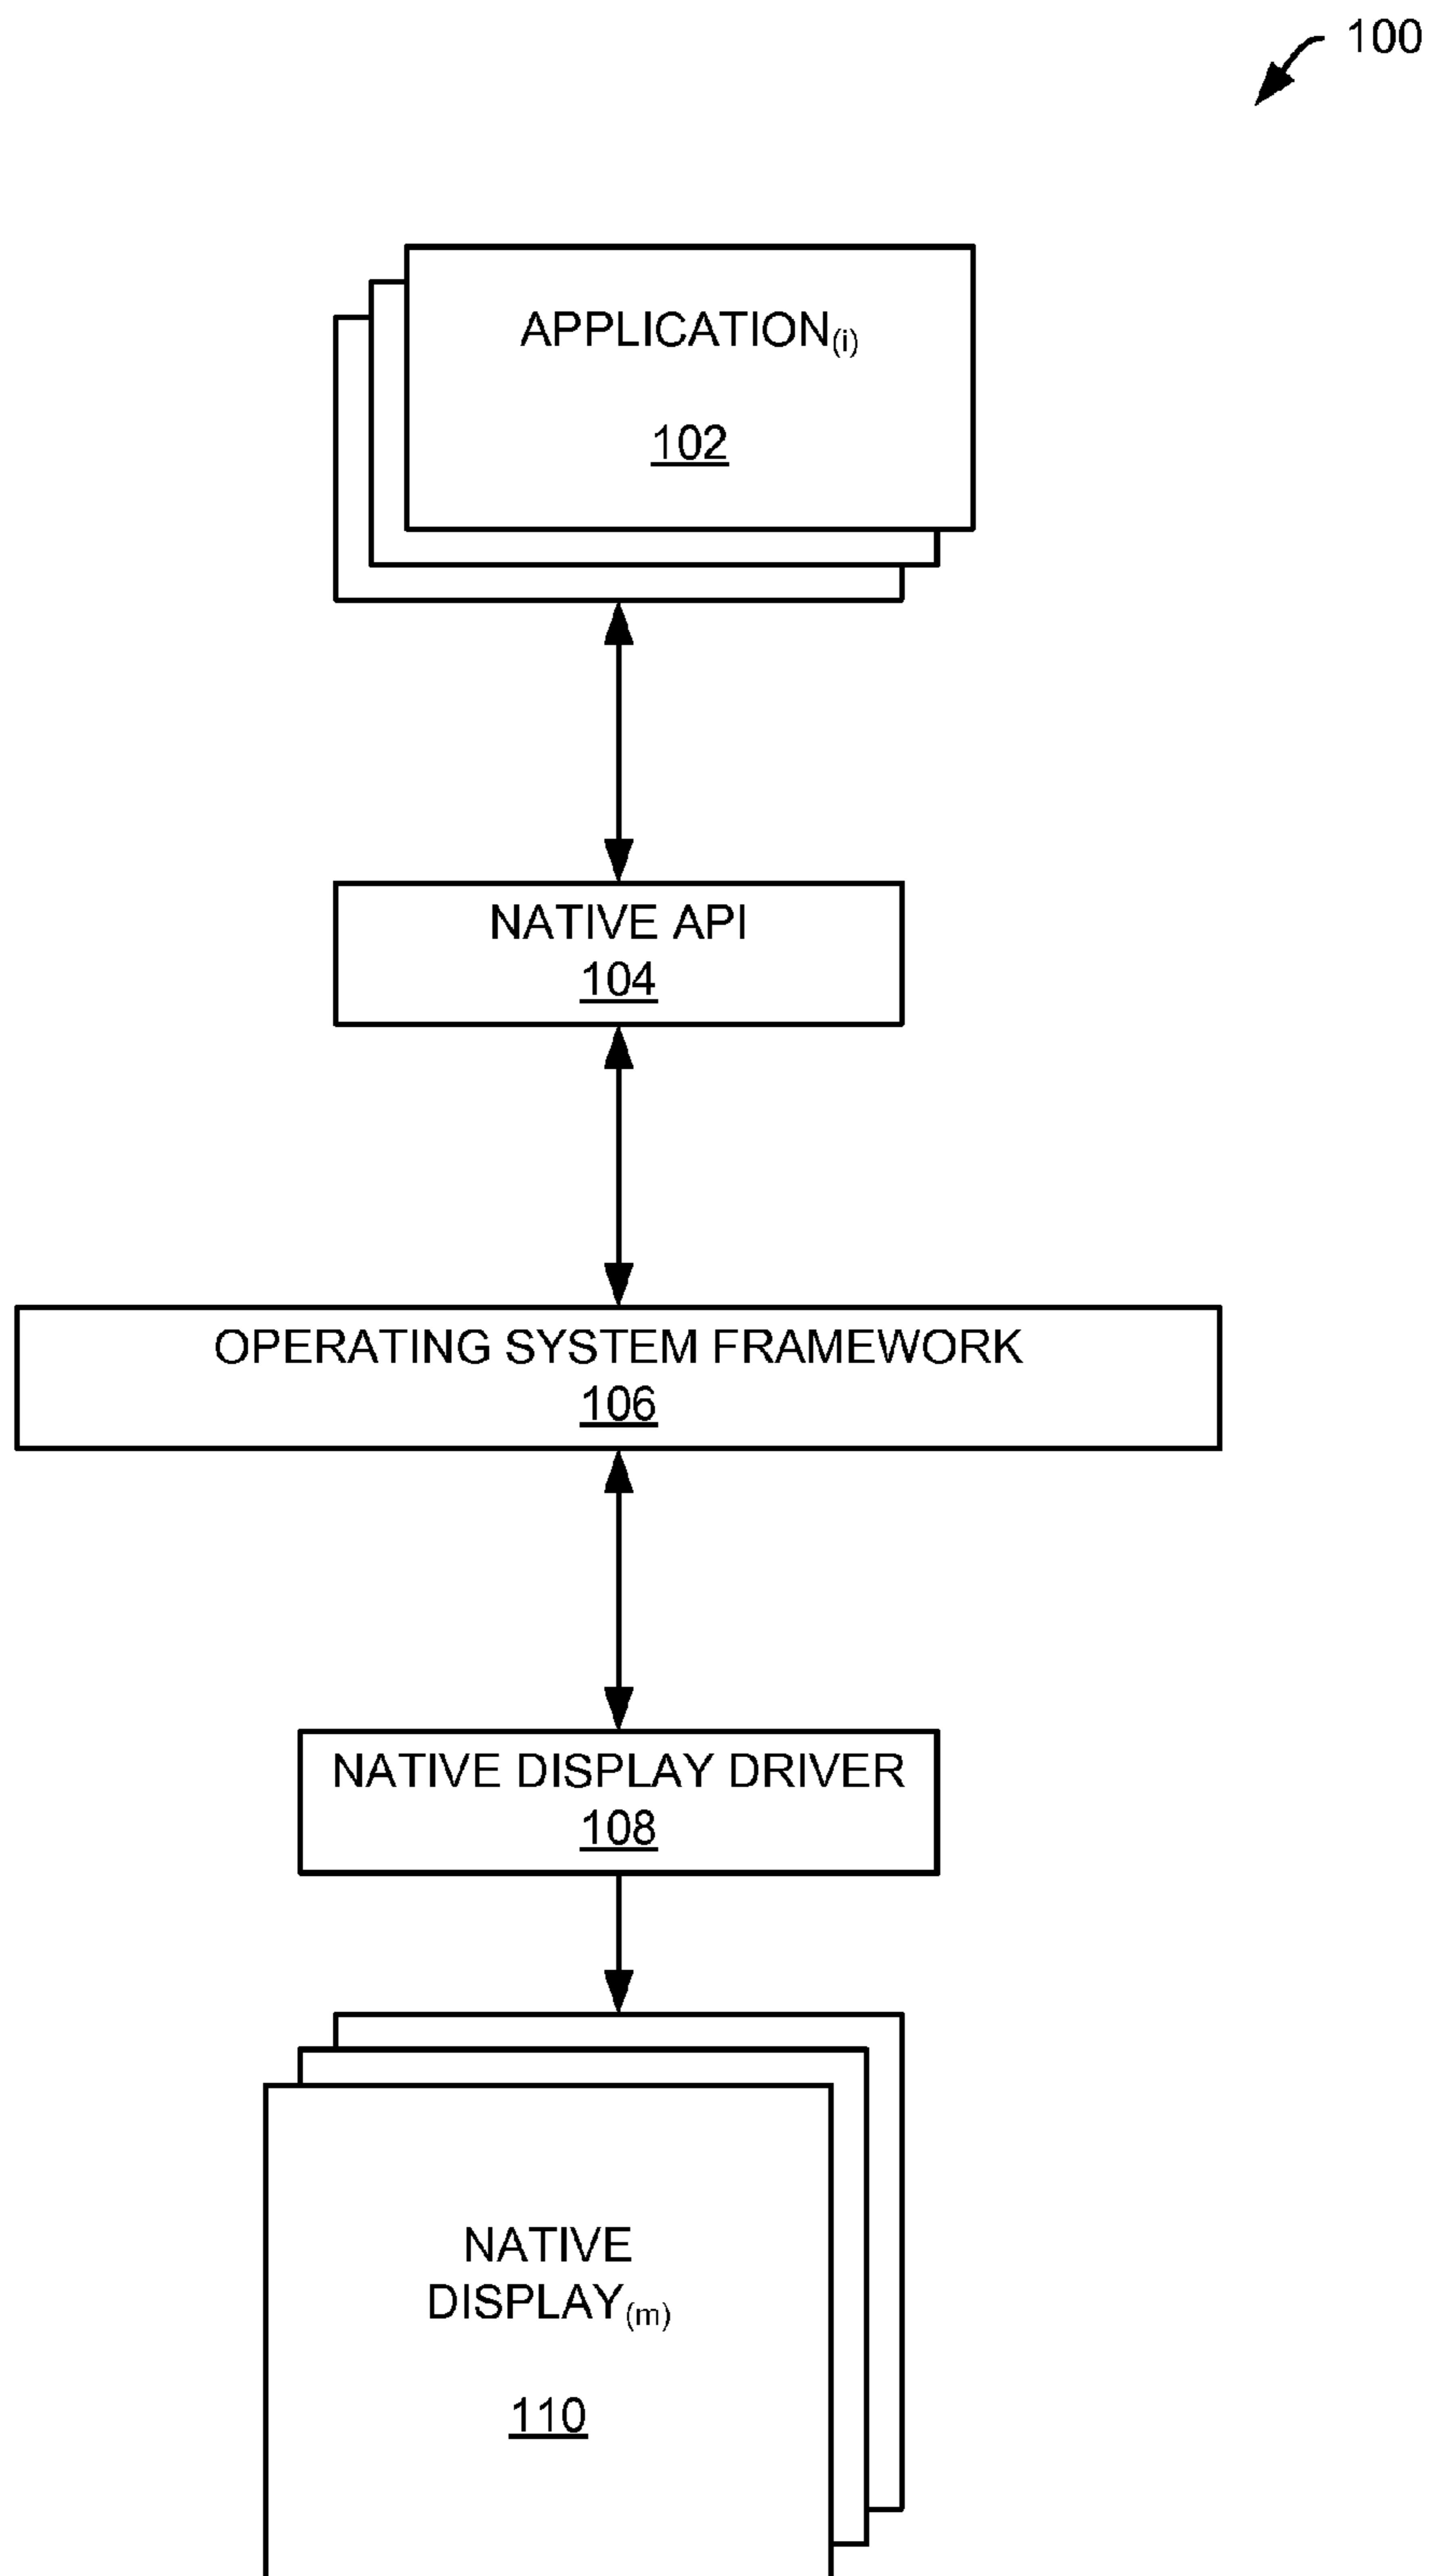 100
APPLICATION(i)
102
NATIVE API
104
OPERATING SYSTEM FRAMEWORK
106
NATIVE DISPLAY DRIVER
108
NATIVE
DISPLAY(m)
110